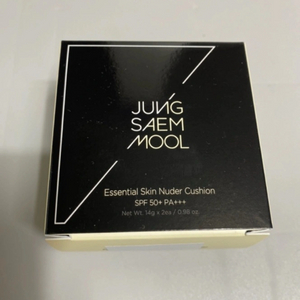 JUNG
SAEM
MOOL
Essential Skin Nuder Cushion
SPF 50+ PA+++
Net Wt. 14g x 2ea / 0.98 oz